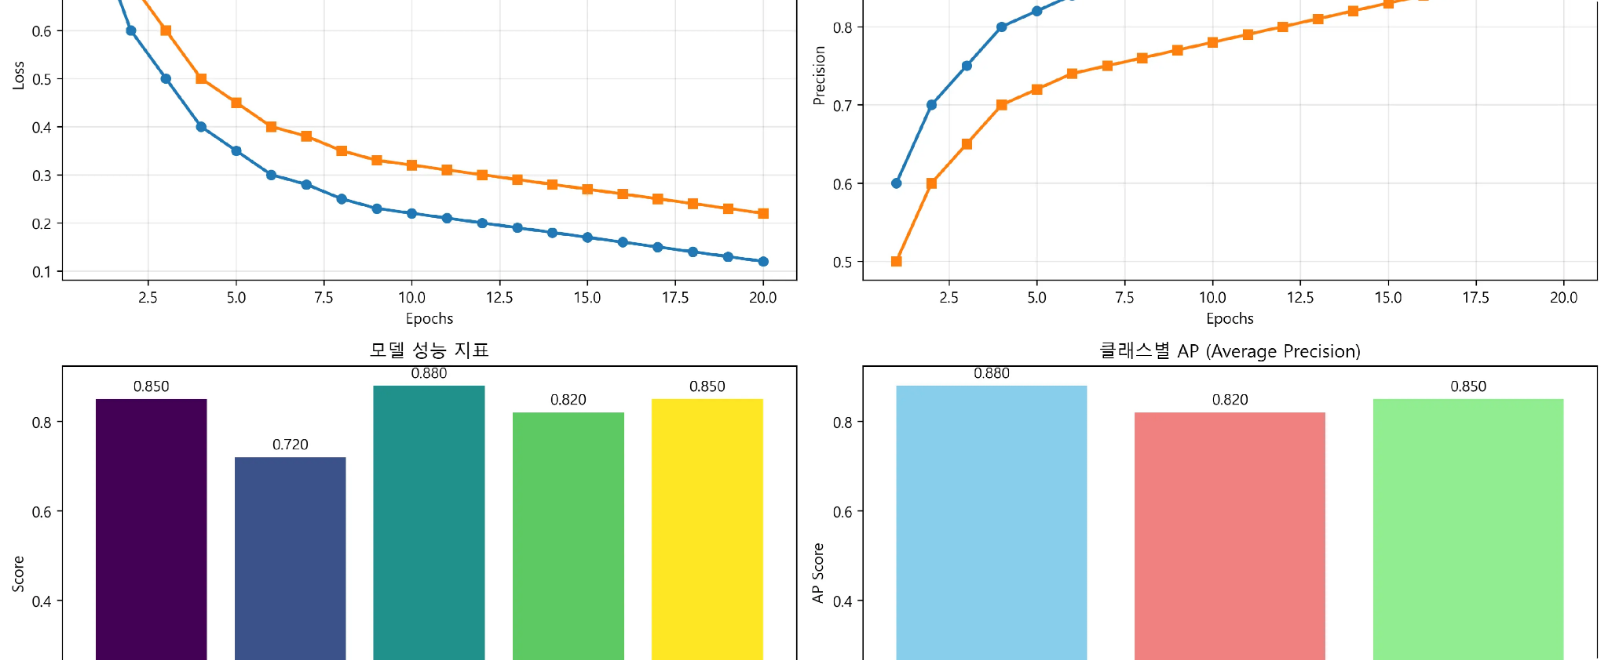 Loss
0.6
0.5
0.4
0.3
0.2
0.1
2.5 5.0 7.5 10.0 12.5 15.0 17.5 20.0
Epochs
Precision
0.8
0.7
0.6
0.5
2.5 5.0 7.5 10.0 12.5 15.0 17.5 20.0
Epochs
모델 성능 지표
Score
0.8
0.6
0.4
0.850 0.720 0.880 0.820 0.850
클래스별 AP (Average Precision)
AP Score
0.8
0.6
0.4
0.880 0.820 0.850